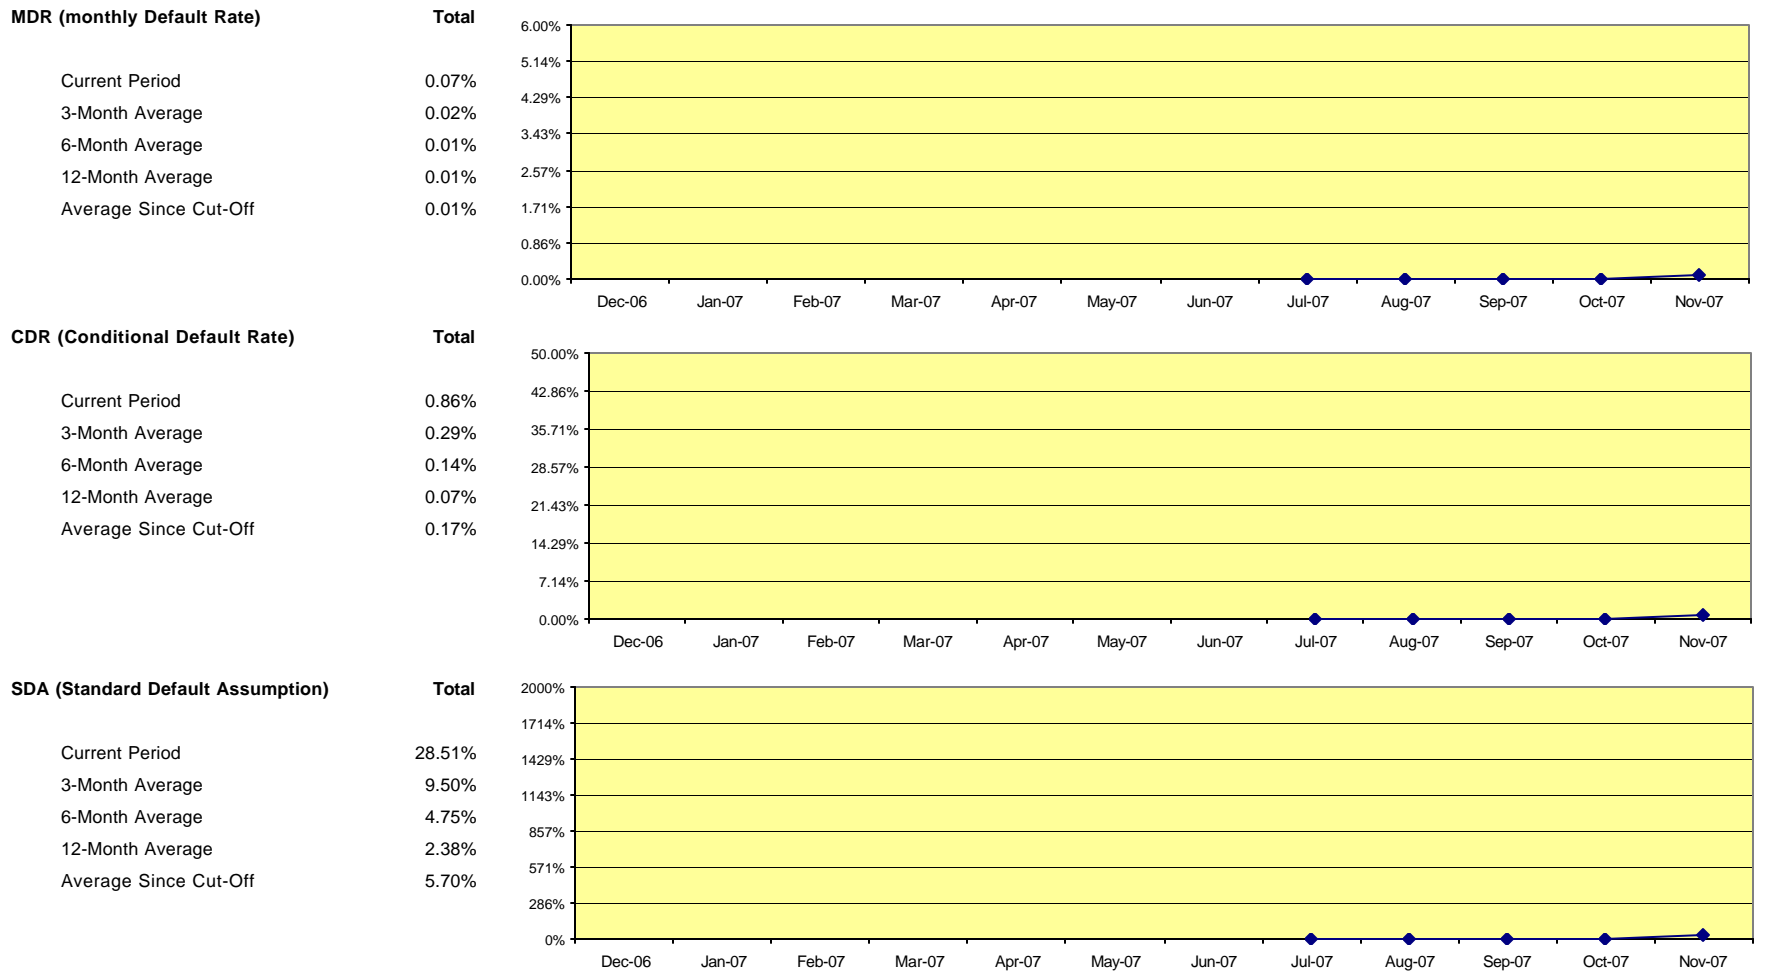 MDR (monthly Default Rate) Total
Current Period 0.07%
3-Month Average 0.02%
6-Month Average 0.01%
12-Month Average 0.01%
Average Since Cut-Off 0.01%
6.00%
5.14%
4.29%
3.43%
2.57%
1.71%
0.86%
0.00%
Dec-06 Jan-07 Feb-07 Mar-07 Apr-07 May-07 Jun-07 Jul-07 Aug-07 Sep-07 Oct-07 Nov-07
CDR (Conditional Default Rate) Total
Current Period 0.86%
3-Month Average 0.29%
6-Month Average 0.14%
12-Month Average 0.07%
Average Since Cut-Off 0.17%
50.00%
42.86%
35.71%
28.57%
21.43%
14.29%
7.14%
0.00%
Dec-06 Jan-07 Feb-07 Mar-07 Apr-07 May-07 Jun-07 Jul-07 Aug-07 Sep-07 Oct-07 Nov-07
SDA (Standard Default Assumption) Total
Current Period 28.51%
3-Month Average 9.50%
6-Month Average 4.75%
12-Month Average 2.38%
Average Since Cut-Off 5.70%
2000%
1714%
1429%
1143%
857%
571%
286%
0%
Dec-06 Jan-07 Feb-07 Mar-07 Apr-07 May-07 Jun-07 Jul-07 Aug-07 Sep-07 Oct-07 Nov-07